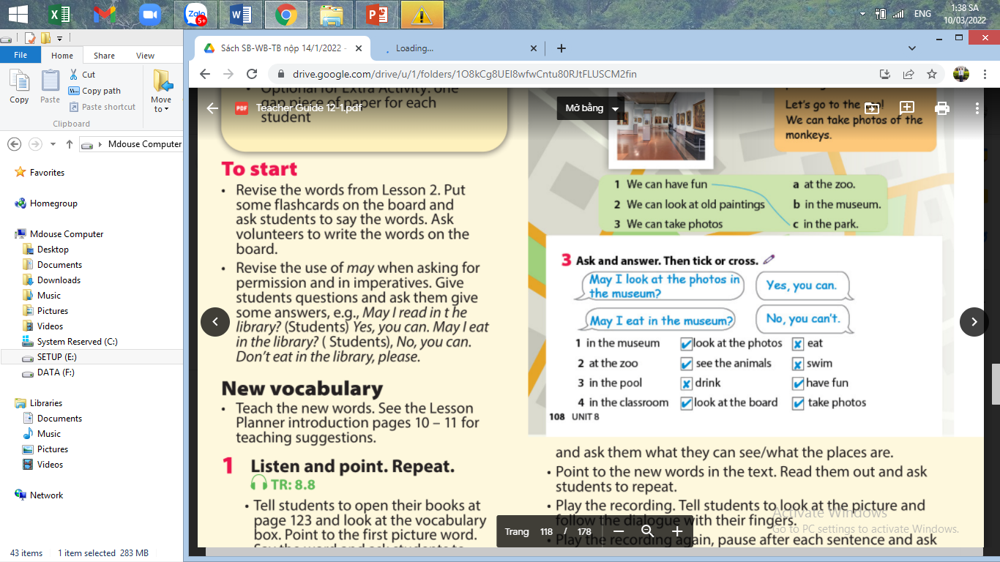 1:38 SA
ENG
10/03/2022
Zalo
5+
File
Home
Share
View
Copy
Paste
Cut
Copy path
Paste shortcut
Move
to
Clipboard
Mdouse Computer
Favorites
Homegroup
Mdouse Computer
Desktop
Documents
Downloads
Music
Pictures
Videos
System Reserved (C:)
SETUP (E:)
DATA (F:)
Libraries
Documents
Music
Pictures
Videos
Network
43 items
1 item selected 283 MB
Sách SB-WB-TB nộp 14/1/2022 -
Loading...
drive.google.com/drive/u/1/folders/1O8kCg8UEI8wfwCntu80RJtFLUSCM2fin
PDF
Teacher Guide 12-1.pdf
Mở bằng
• Optional for Extra Activity: one
gap piece of paper for each
student
To start
• Revise the words from Lesson 2. Put
some flashcards on the board and
ask students to say the words. Ask
volunteers to write the words on the
board.
• Revise the use of may when asking for
permission and in imperatives. Give
students questions and ask them give
some answers, e.g., May I read in t he
library? (Students) Yes, you can. May I eat
in the library? ( Students), No, you can.
Don't eat in the library, please.
New vocabulary
• Teach the new words. See the Lesson
Planner introduction pages 10 – 11 for
teaching suggestions.
1 Listen and point. Repeat.
TR: 8.8
• Tell students to open their books at
page 123 and look at the vocabulary
box. Point to the first picture word.
Say the word and ask students to
Let's go to the
We can take photos of the
monkeys.
1 We can have fun a at the zoo.
2 We can look at old paintings b in the museum.
3 We can take photos c in the park.
3 Ask and answer. Then tick or cross.
May I look at the photos in
the museum?
Yes, you can.
May I eat in the museum?
No, you can't.
1 in the museum ✔ look at the photos ✘ eat
2 at the zoo ✔ see the animals ✘ swim
3 in the pool ✘ drink ✔ have fun
4 in the classroom ✔ look at the board ✔ take photos
108 UNIT 8
and ask them what they can see/what the places are.
• Point to the new words in the text. Read them out and ask
students to repeat.
• Play the recording. Tell students to look at the picture and
follow the dialogue with their fingers.
• Play the recording again, pause after each sentence and ask
Trang 118 / 178
Activate Windows
Go to PC settings to activate Windows.